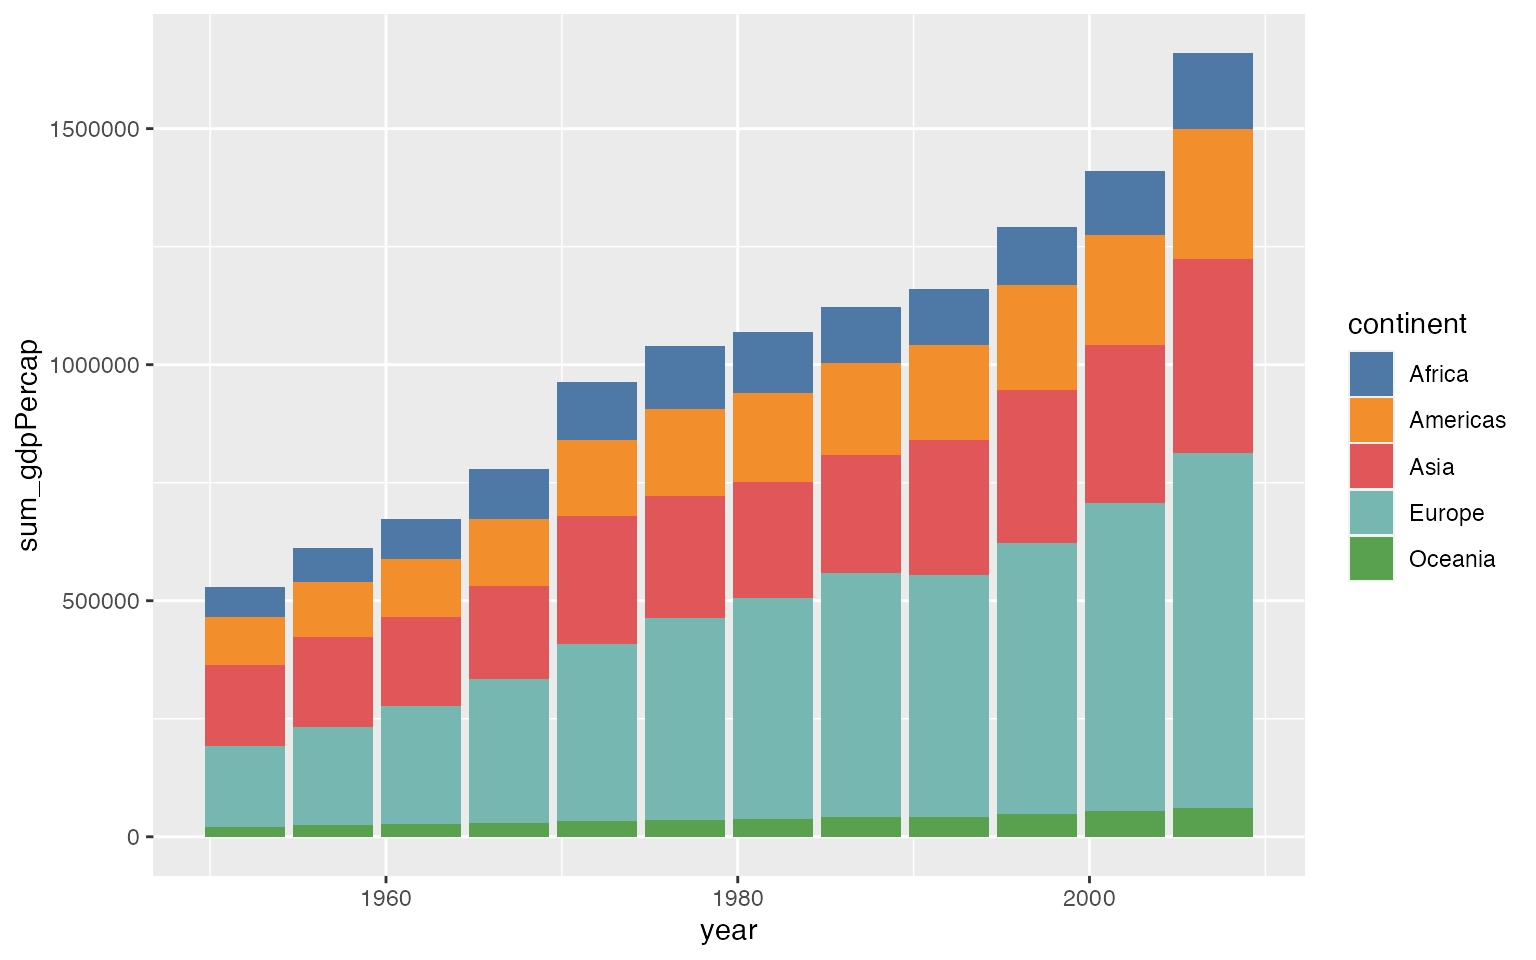 sum_gdpPercap
1500000
1000000
500000
0
1960
1980
2000
year
continent
Africa
Americas
Asia
Europe
Oceania